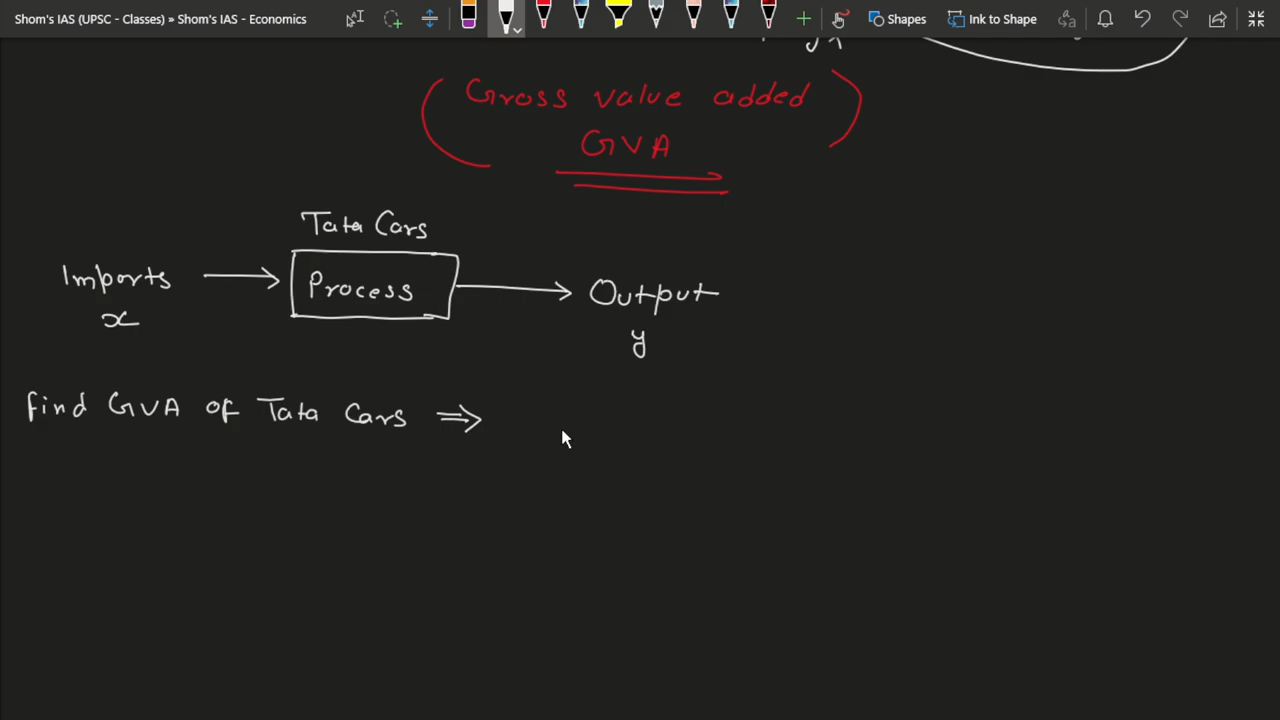 Shom's IAS (UPSC - Classes) » Shom's IAS - Economics
Shapes
Ink to Shape
Gross value added
GVA
Tata Cars
Imports
Process
Output
x
y
find GVA of Tata Cars ⇒